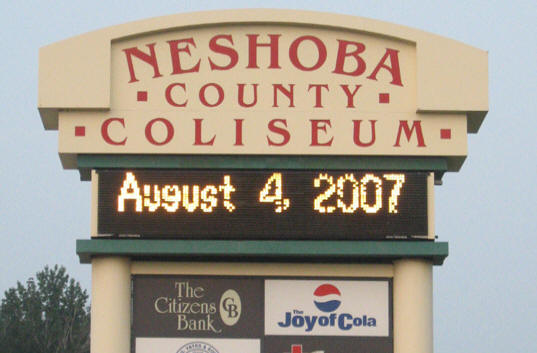 NESHOBA
COUNTY
COLISEUM
August 4, 2007
The
Citizens
Bank
CB
The
Joy of Cola